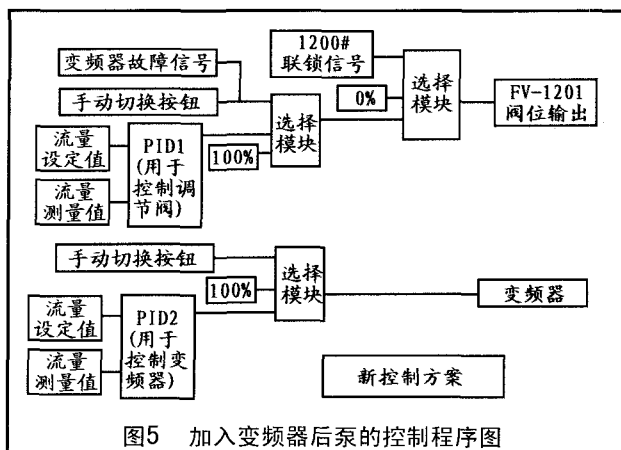 变频器故障信号
手动切换按钮
流量
设定值
流量
测量值
PID1
(用于
控制调
节阀)
100%
选择
模块
1200#
联锁信号
0%
选择
模块
FV-1201
阀位输出
手动切换按钮
流量
设定值
流量
测量值
PID2
(用于
控制变
频器)
100%
选择
模块
变频器
新控制方案
图5 加入变频器后泵的控制程序图